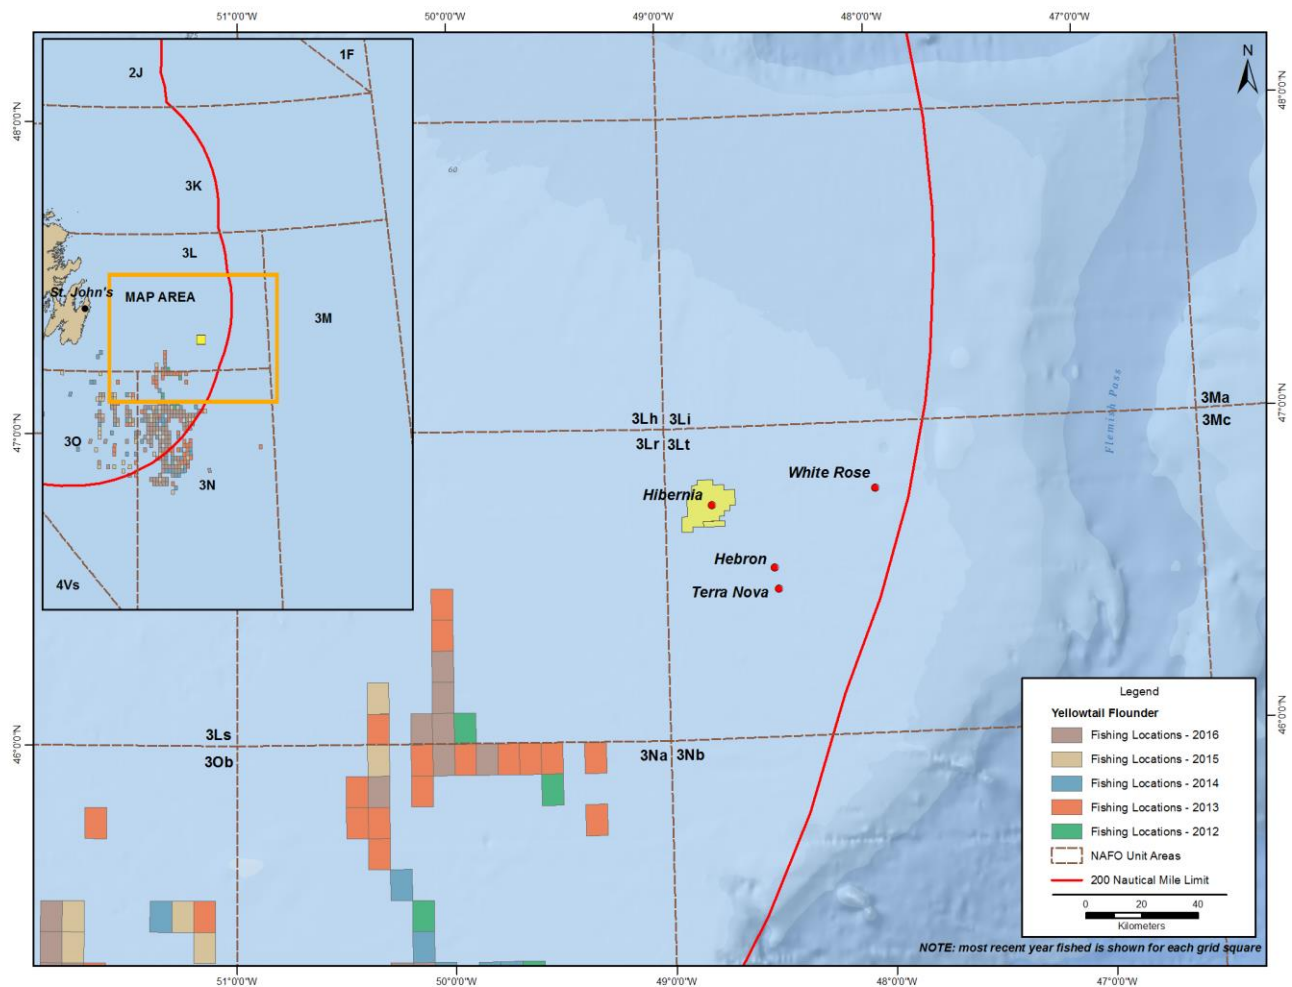 51°0'0"W
50°0'0"W
49°0'0"W
48°0'0"W
47°0'0"W
1F
2J
N
48°0'0"N
48°0'0"N
60
3K
3L
St. John's
MAP AREA
3M
3O
3N
4Vs
47°0'0"N
47°0'0"N
3Lh
3Li
3Lr
3Lt
3Ma
3Mc
Flemish Pass
White Rose
Hibernia
Hebron
Terra Nova
46°0'0"N
46°0'0"N
3Ls
3Ob
3Na
3Nb
Legend
Yellowtail Flounder
Fishing Locations - 2016
Fishing Locations - 2015
Fishing Locations - 2014
Fishing Locations - 2013
Fishing Locations - 2012
NAFO Unit Areas
200 Nautical Mile Limit
0 20 40
Kilometers
NOTE: most recent year fished is shown for each grid square
51°0'0"W
50°0'0"W
49°0'0"W
48°0'0"W
47°0'0"W